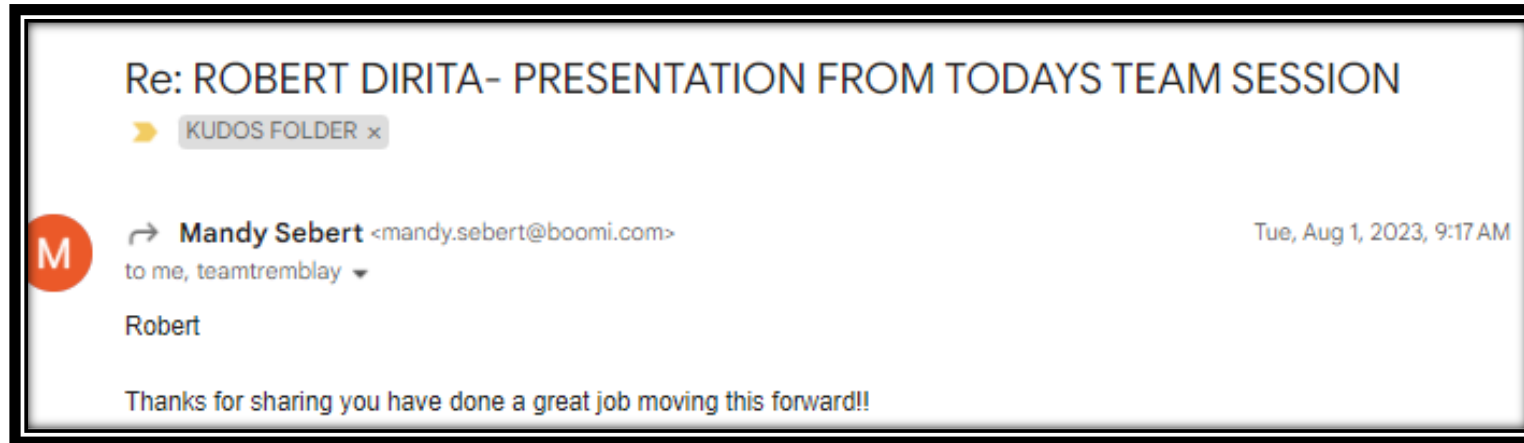 Re: ROBERT DIRITA- PRESENTATION FROM TODAYS TEAM SESSION
KUDOS FOLDER ×
M
Mandy Sebert <mandy.sebert@boomi.com>
Tue, Aug 1, 2023, 9:17 AM
to me, teamtremblay
Robert
Thanks for sharing you have done a great job moving this forward!!